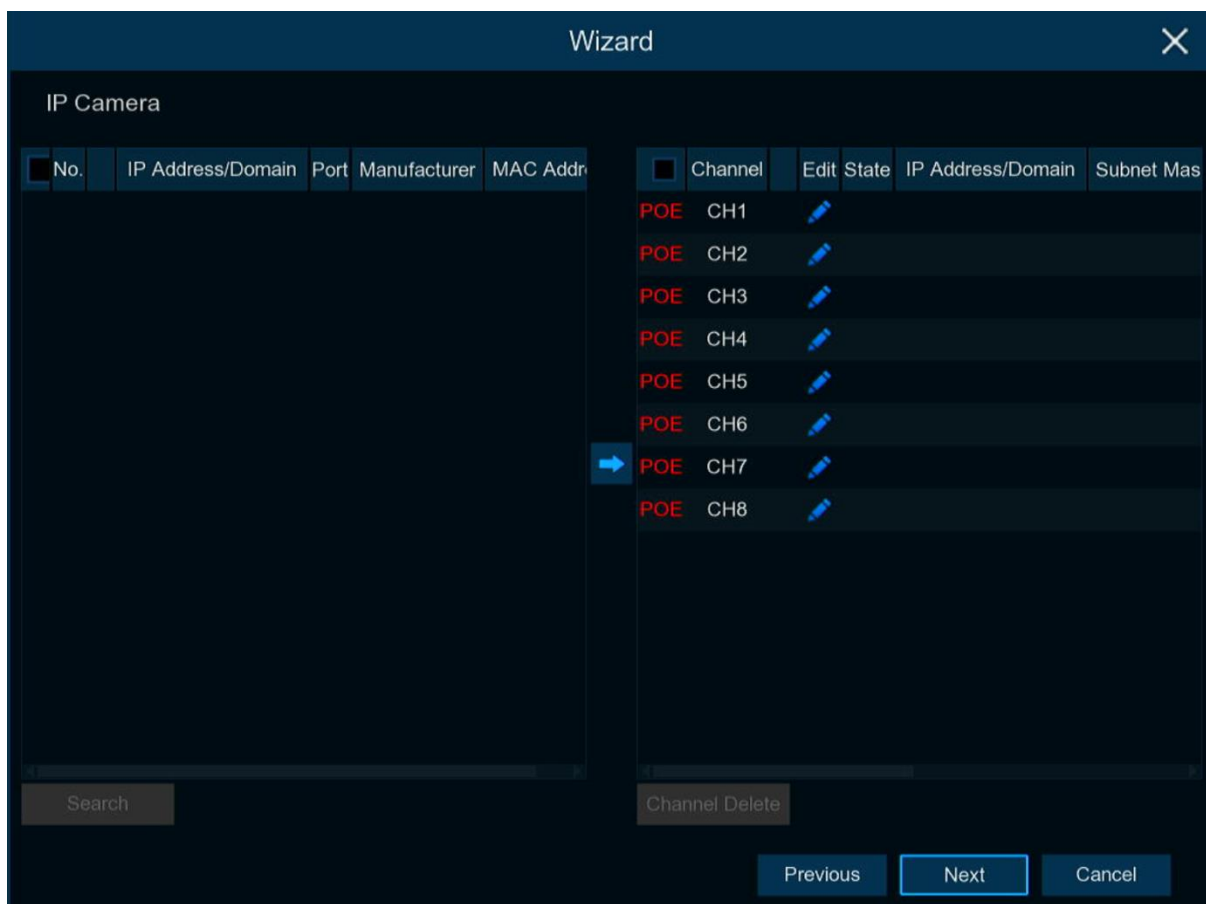 Wizard
IP Camera
No. IP Address/Domain Port Manufacturer MAC Addr
Channel Edit State IP Address/Domain Subnet Mas
POE CH1
POE CH2
POE CH3
POE CH4
POE CH5
POE CH6
POE CH7
POE CH8
Search
Channel Delete
Previous Next Cancel